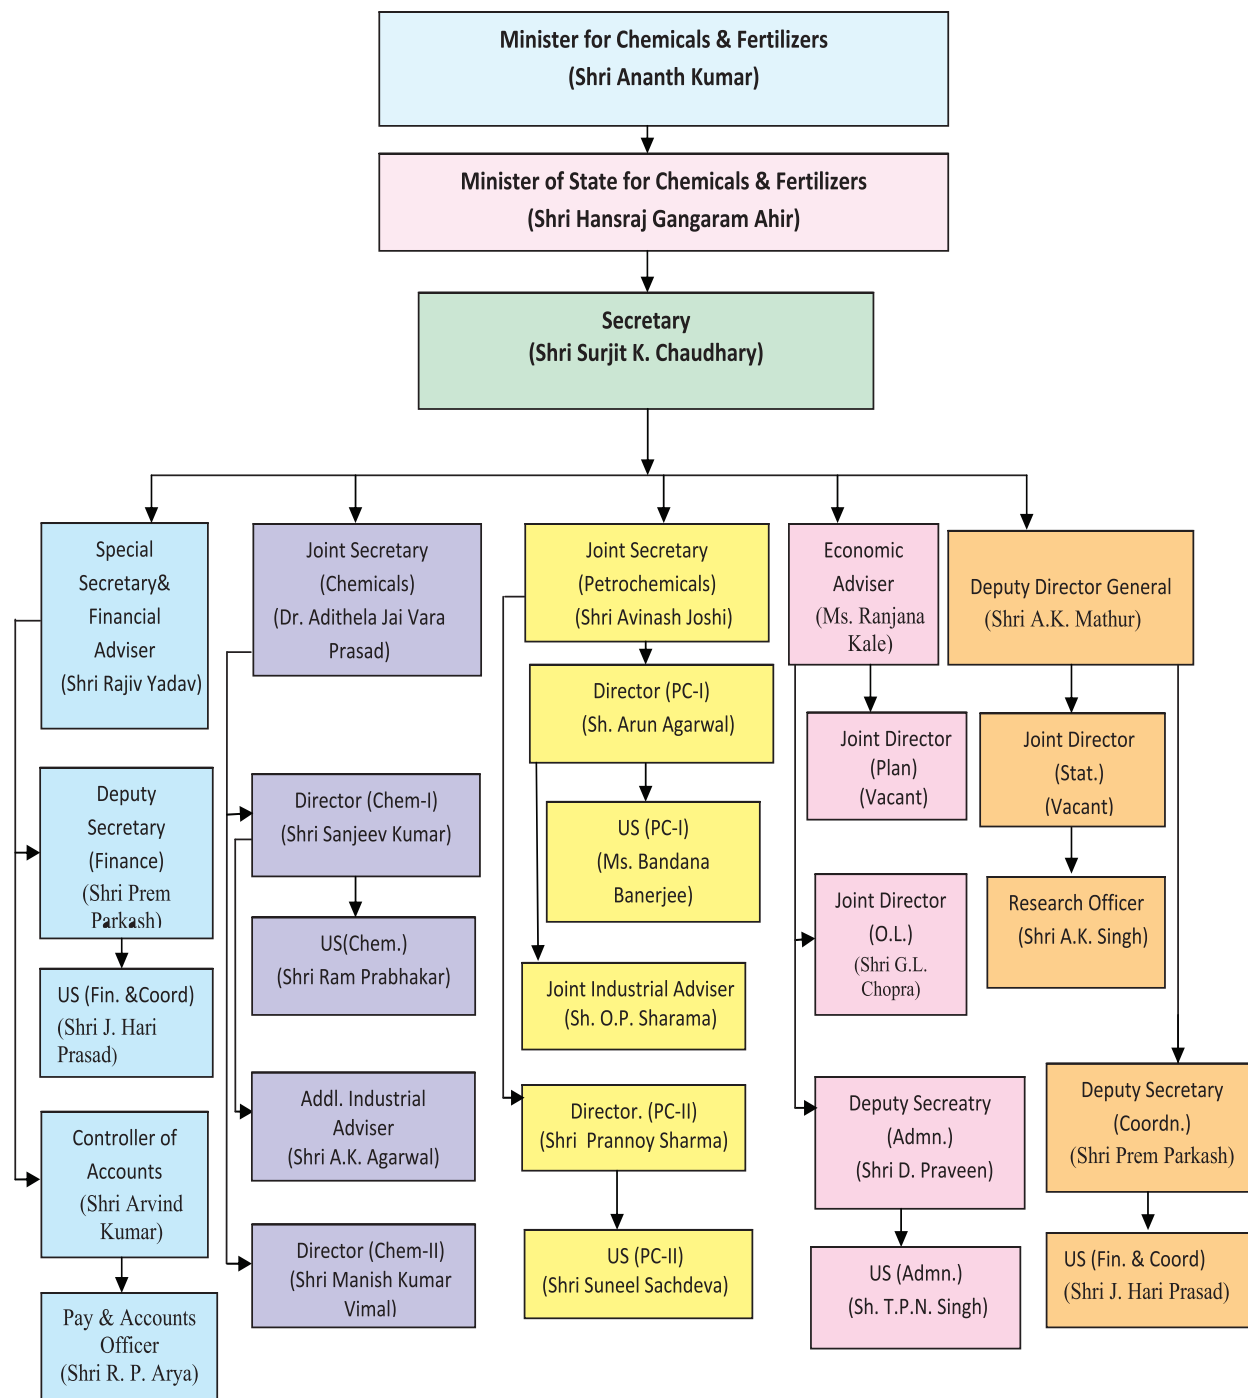 Minister for Chemicals & Fertilizers
(Shri Ananth Kumar)
Minister of State for Chemicals & Fertilizers
(Shri Hansraj Gangaram Ahir)
Secretary
(Shri Surjit K. Chaudhary)
Special
Secretary&
Financial
Adviser
(Shri Rajiv Yadav)
Deputy
Secretary
(Finance)
(Shri Prem
Parkash)
US (Fin. &Coord)
(Shri J. Hari
Prasad)
Controller of
Accounts
(Shri Arvind
Kumar)
Pay & Accounts
Officer
(Shri R. P. Arya)
Joint Secretary
(Chemicals)
(Dr. Adithela Jai Vara
Prasad)
Director (Chem-I)
(Shri Sanjeev Kumar)
US(Chem.)
(Shri Ram Prabhakar)
Addl. Industrial
Adviser
(Shri A.K. Agarwal)
Director (Chem-II)
(Shri Manish Kumar
Vimal)
Joint Secretary
(Petrochemicals)
(Shri Avinash Joshi)
Director (PC-I)
(Sh. Arun Agarwal)
US (PC-I)
(Ms. Bandana
Banerjee)
Joint Industrial Adviser
(Sh. O.P. Sharama)
Director. (PC-II)
(Shri Prannoy Sharma)
US (PC-II)
(Shri Suneel Sachdeva)
Economic
Adviser
(Ms. Ranjana
Kale)
Joint Director
(Plan)
(Vacant)
Joint Director
(O.L.)
(Shri G.L.
Chopra)
Deputy Secreatry
(Admn.)
(Shri D. Praveen)
US (Admn.)
(Sh. T.P.N. Singh)
Deputy Director General
(Shri A.K. Mathur)
Joint Director
(Stat.)
(Vacant)
Research Officer
(Shri A.K. Singh)
Deputy Secretary
(Coordn.)
(Shri Prem Parkash)
US (Fin. & Coord)
(Shri J. Hari Prasad)